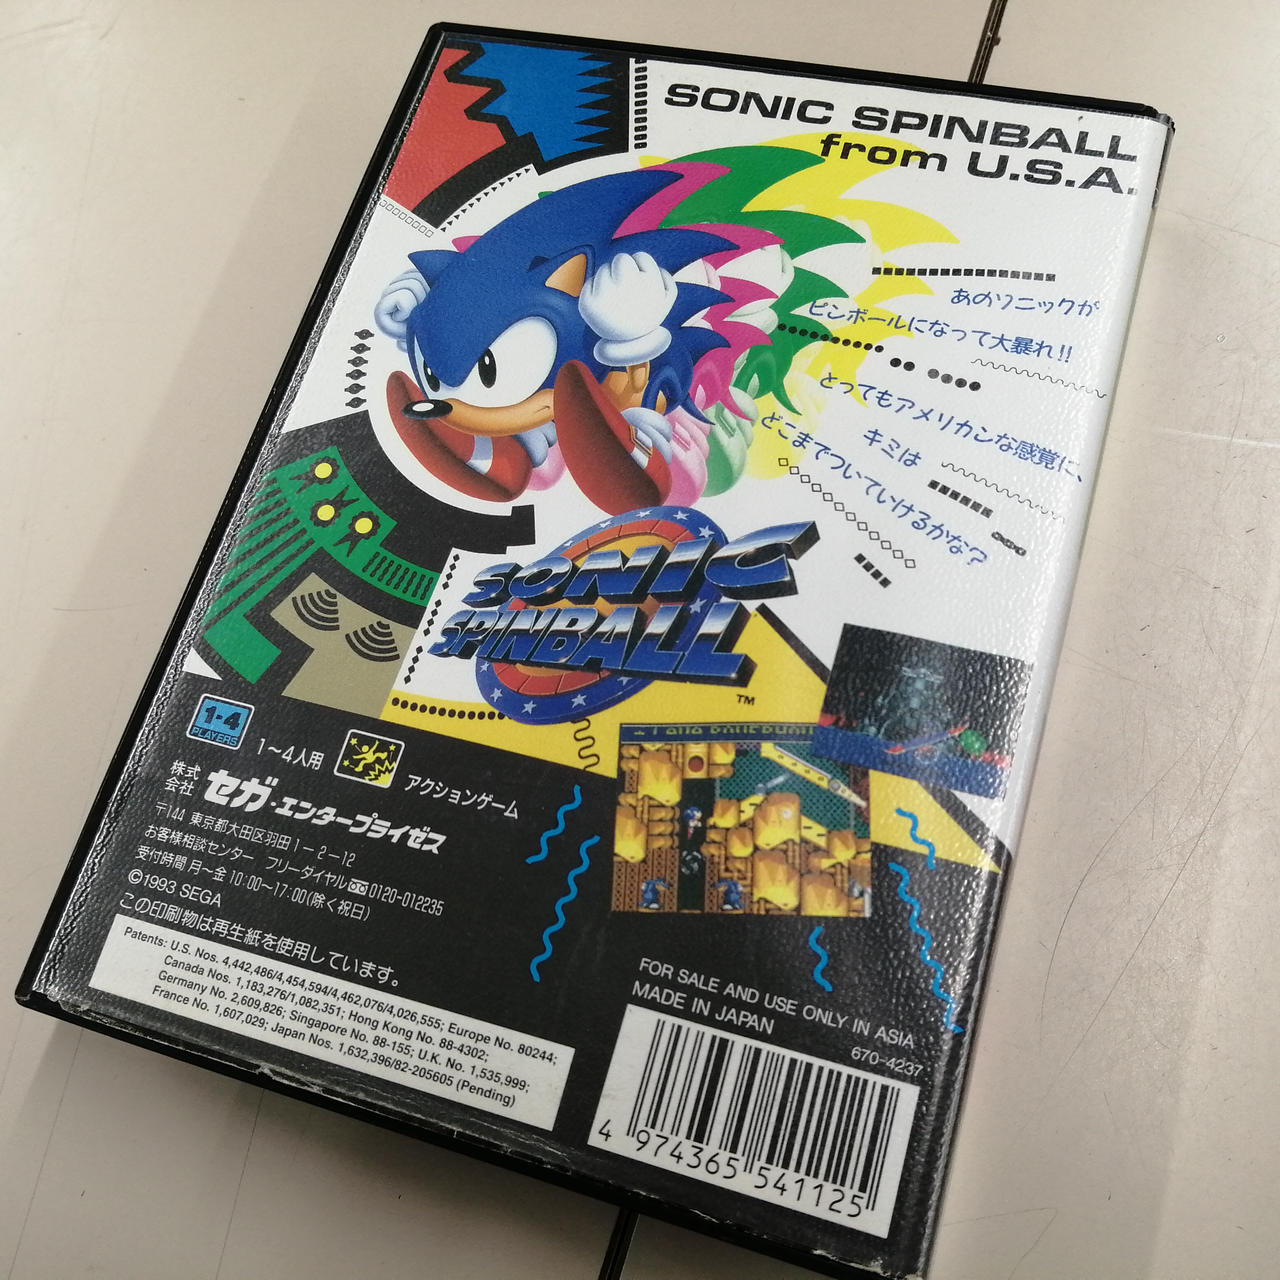 SONIC SPINBALL
from U.S.A.
あのソニックが
ピンボールになって大暴れ!!
とってもアメリカンな感覚に、
キミは
どこまでついていけるかな?
SONIC
SPINBALL
TM
1-4
PLAYERS
1〜4人用
アクションゲーム
株式
会社
セガ・エンタープライゼス
〒144 東京都大田区羽田1-2-12
お客様相談センター フリーダイヤル 0120-012235
受付時間 月〜金 10:00〜17:00(除く祝日)
©1993 SEGA
この印刷物は再生紙を使用しています。
Patents: U.S. Nos. 4,442,486/4,454,594/4,462,076/4,026,555; Europe No. 80244;
Canada Nos. 1,183,276/1,082,351; Hong Kong No. 88-4302;
Germany No. 2,609,826; Singapore No. 88-155; U.K. No. 1,535,999;
France No. 1,607,029; Japan Nos. 1,632,396/82-205605 (Pending)
FOR SALE AND USE ONLY IN ASIA
MADE IN JAPAN
670-4237
4 974365 541125